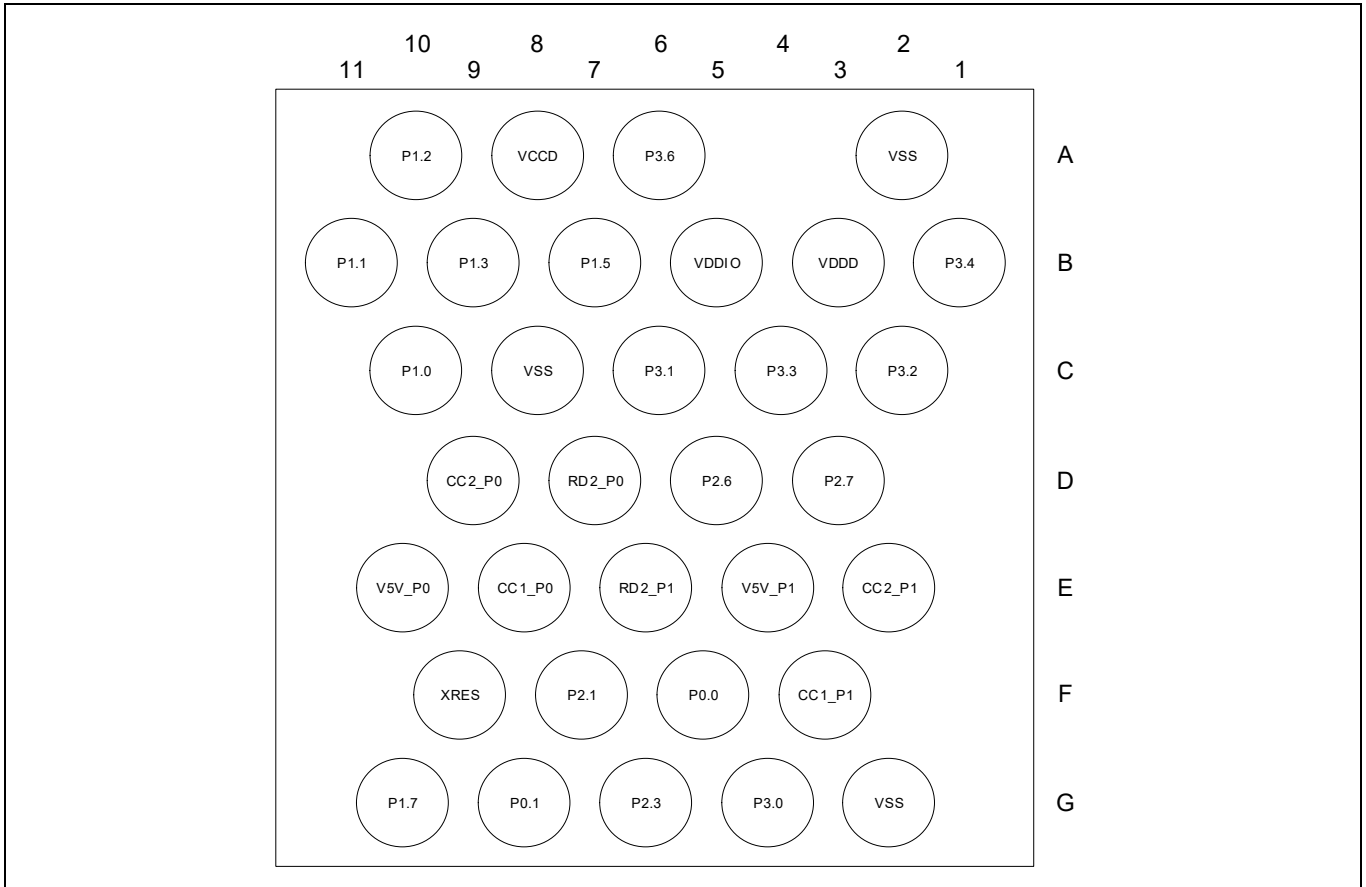 10 8 6 4 2
11 9 7 5 3 1
P1.2 VCCD P3.6 VSS A
P1.1 P1.3 P1.5 VDDIO VDDD P3.4 B
P1.0 VSS P3.1 P3.3 P3.2 C
CC2_P0 RD2_P0 P2.6 P2.7 D
V5V_P0 CC1_P0 RD2_P1 V5V_P1 CC2_P1 E
XRES P2.1 P0.0 CC1_P1 F
P1.7 P0.1 P2.3 P3.0 VSS G